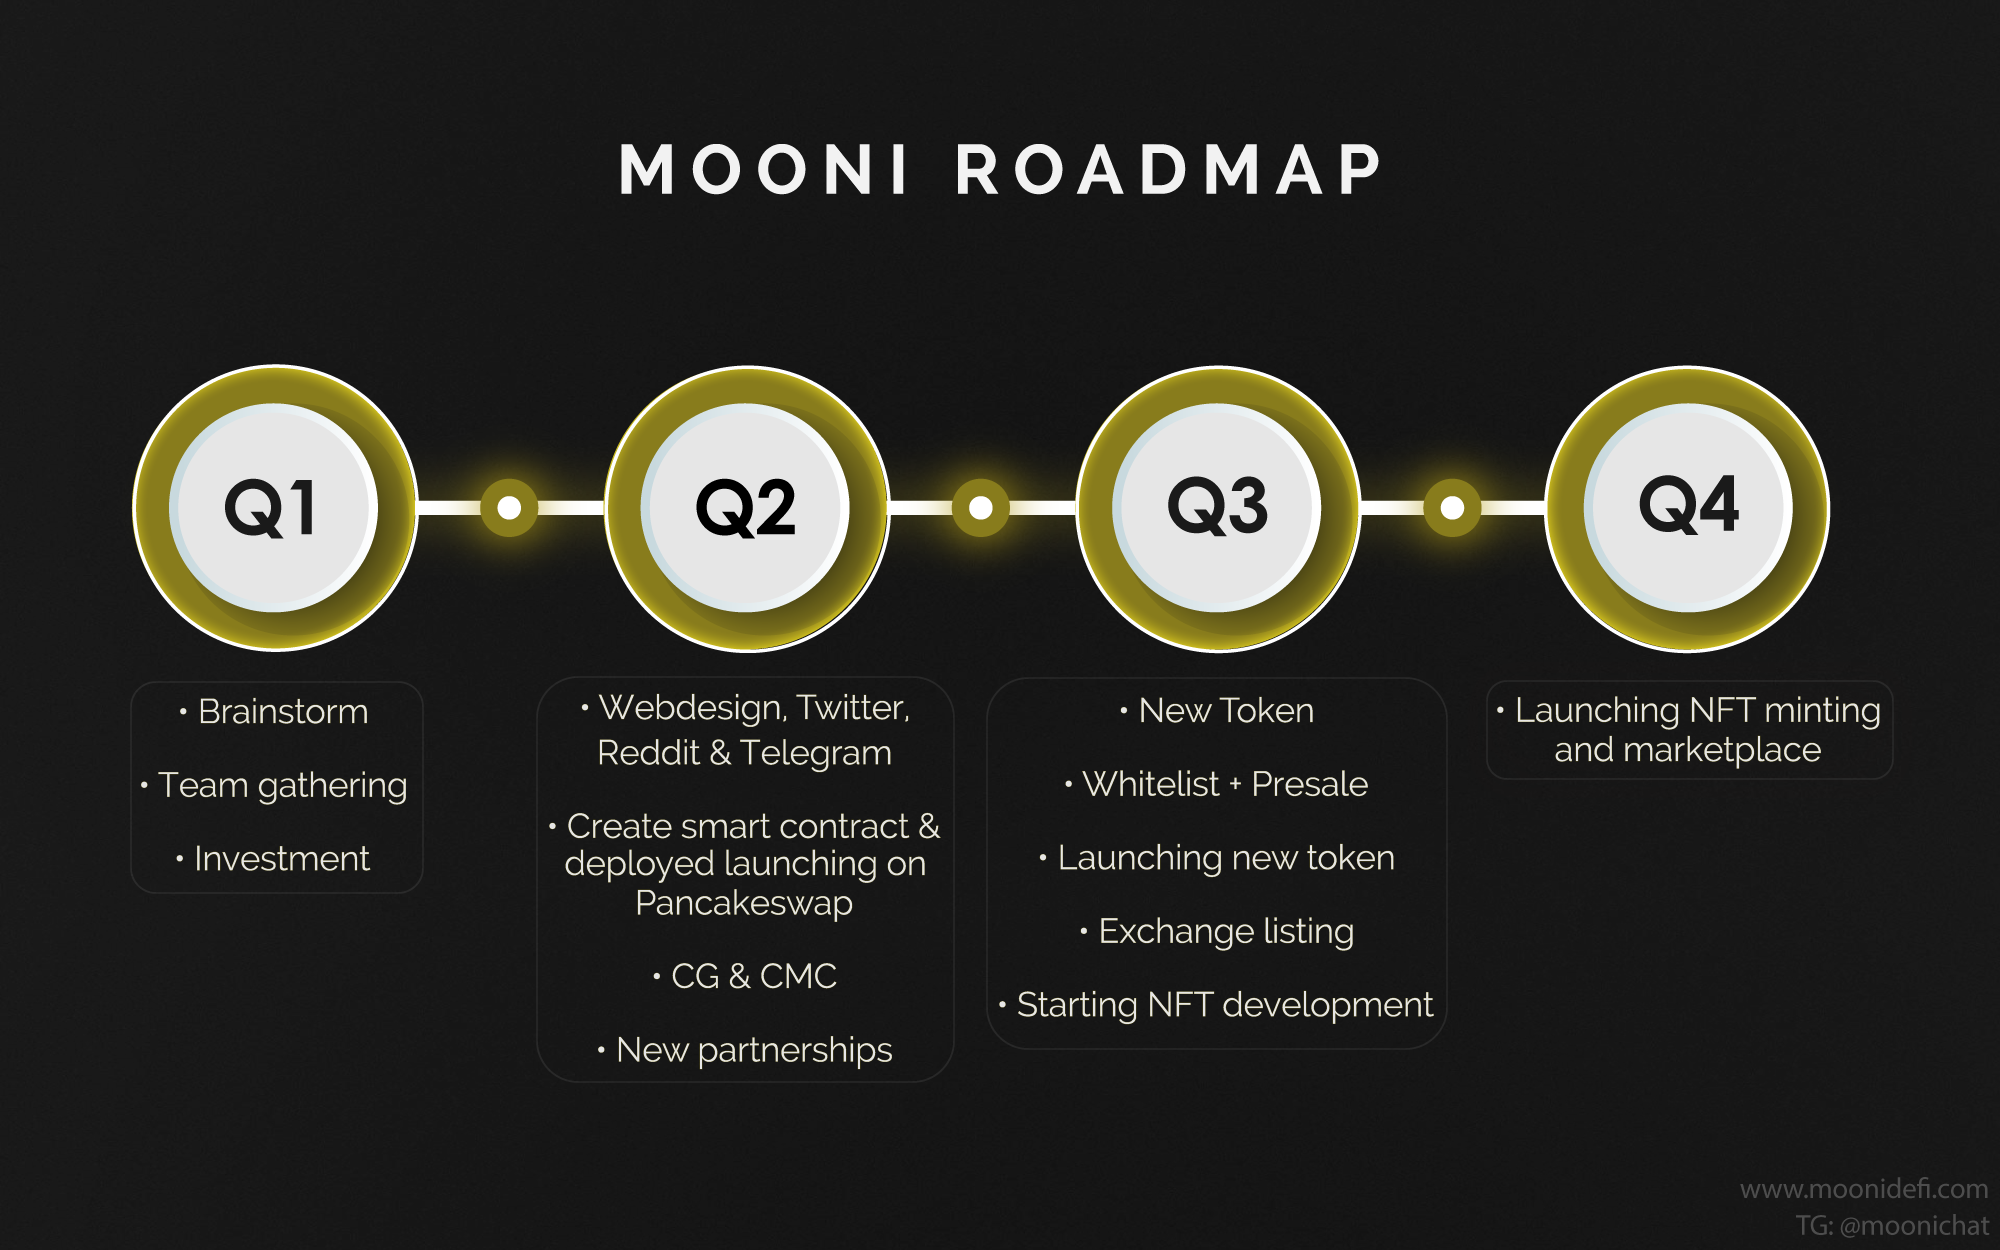 MOONI ROADMAP
Q1
• Brainstorm
• Team gathering
• Investment
Q2
• Webdesign, Twitter,
Reddit & Telegram
• Create smart contract &
deployed launching on
Pancakeswap
• CG & CMC
• New partnerships
Q3
• New Token
• Whitelist + Presale
• Launching new token
• Exchange listing
• Starting NFT development
Q4
• Launching NFT minting
and marketplace
www.moonidefi.com
TG: @moonichat